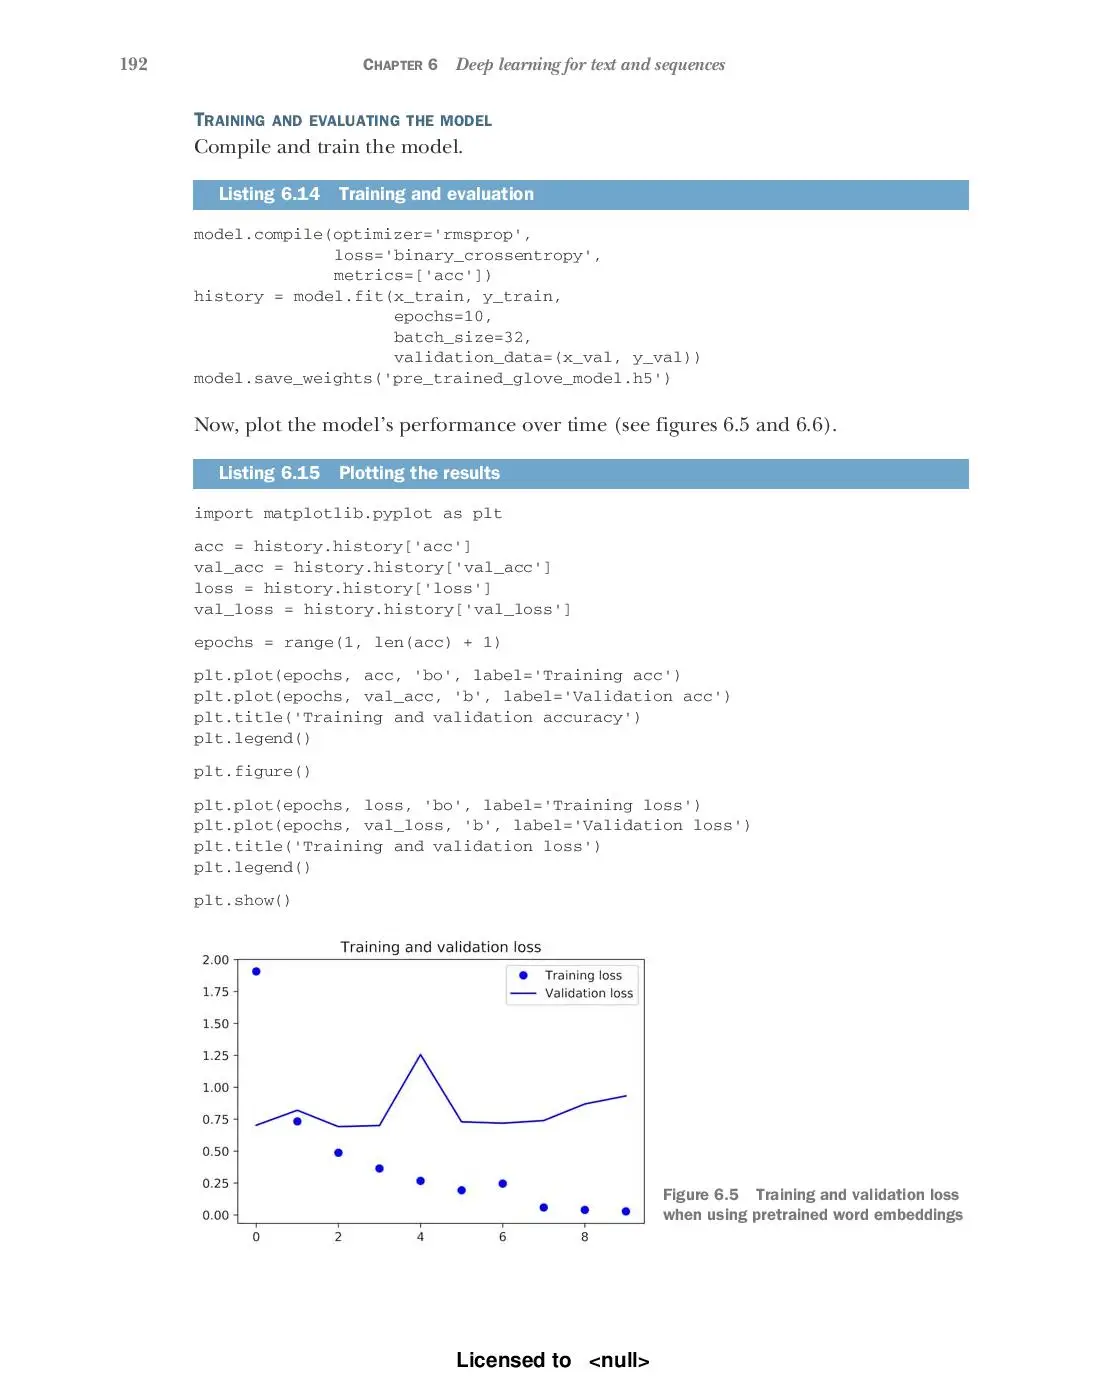 192 CHAPTER 6 Deep learning for text and sequences
TRAINING AND EVALUATING THE MODEL
Compile and train the model.
Listing 6.14 Training and evaluation
model.compile(optimizer='rmsprop',
              loss='binary_crossentropy',
              metrics=['acc'])
history = model.fit(x_train, y_train,
                    epochs=10,
                    batch_size=32,
                    validation_data=(x_val, y_val))
model.save_weights('pre_trained_glove_model.h5')
Now, plot the model’s performance over time (see figures 6.5 and 6.6).
Listing 6.15 Plotting the results
import matplotlib.pyplot as plt
acc = history.history['acc']
val_acc = history.history['val_acc']
loss = history.history['loss']
val_loss = history.history['val_loss']
epochs = range(1, len(acc) + 1)
plt.plot(epochs, acc, 'bo', label='Training acc')
plt.plot(epochs, val_acc, 'b', label='Validation acc')
plt.title('Training and validation accuracy')
plt.legend()
plt.figure()
plt.plot(epochs, loss, 'bo', label='Training loss')
plt.plot(epochs, val_loss, 'b', label='Validation loss')
plt.title('Training and validation loss')
plt.legend()
plt.show()
Training and validation loss
2.00
1.75
1.50
1.25
1.00
0.75
0.50
0.25
0.00
Training loss
Validation loss
0 2 4 6 8
Figure 6.5 Training and validation loss
when using pretrained word embeddings
Licensed to <null>